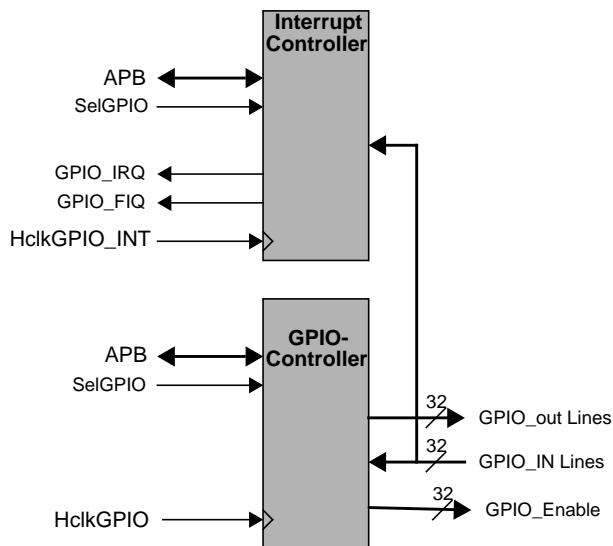 Interrupt
Controller
APB
SelGPIO
GPIO_IRQ
GPIO_FIQ
HclkGPIO_INT
GPIO-
Controller
APB
SelGPIO
32
GPIO_out Lines
32
GPIO_IN Lines
32
GPIO_Enable
HclkGPIO